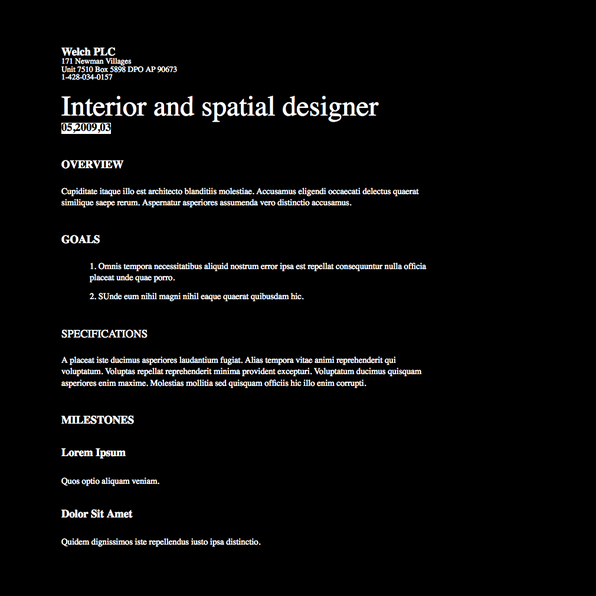 Welch PLC
171 Newman Villages
Unit 7510 Box 5898 DPO AP 90673
1-428-034-0157
Interior and spatial designer
05,2009,03
OVERVIEW
Cupiditate itaque illo est architecto blanditiis molestiae. Accusamus eligendi occaecati delectus quaerat
similique saepe rerum. Aspernatur asperiores assumenda vero distinctio accusamus.
GOALS
1. Omnis tempora necessitatibus aliquid nostrum error ipsa est repellat consequuntur nulla officia
placeat unde quae porro.
2. SUnde eum nihil magni nihil eaque quaerat quibusdam hic.
SPECIFICATIONS
A placeat iste ducimus asperiores laudantium fugiat. Alias tempora vitae animi reprehenderit qui
voluptatum. Voluptas repellat reprehenderit minima provident excepturi. Voluptatum ducimus quisquam
asperiores enim maxime. Molestias mollitia sed quisquam officiis hic illo enim corrupti.
MILESTONES
Lorem Ipsum
Quos optio aliquam veniam.
Dolor Sit Amet
Quidem dignissimos iste repellendus iusto ipsa distinctio.